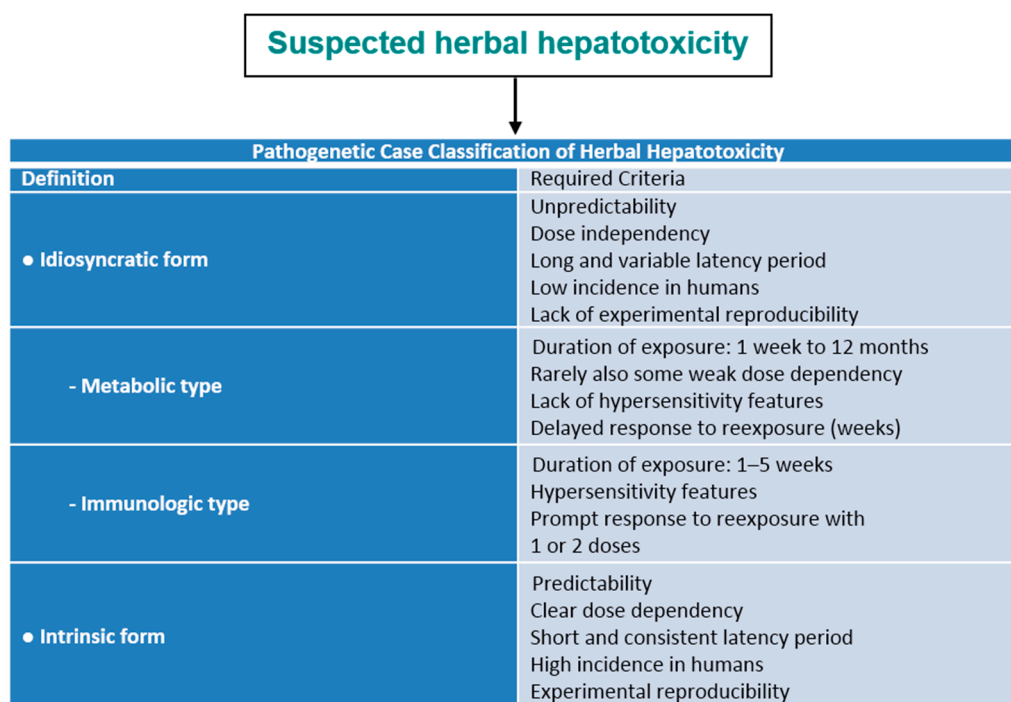 Suspected herbal hepatotoxicity
Pathogenetic Case Classification of Herbal Hepatotoxicity
Definition
Required Criteria
● Idiosyncratic form
Unpredictability
Dose independency
Long and variable latency period
Low incidence in humans
Lack of experimental reproducibility
- Metabolic type
Duration of exposure: 1 week to 12 months
Rarely also some weak dose dependency
Lack of hypersensitivity features
Delayed response to reexposure (weeks)
- Immunologic type
Duration of exposure: 1–5 weeks
Hypersensitivity features
Prompt response to reexposure with
1 or 2 doses
● Intrinsic form
Predictability
Clear dose dependency
Short and consistent latency period
High incidence in humans
Experimental reproducibility